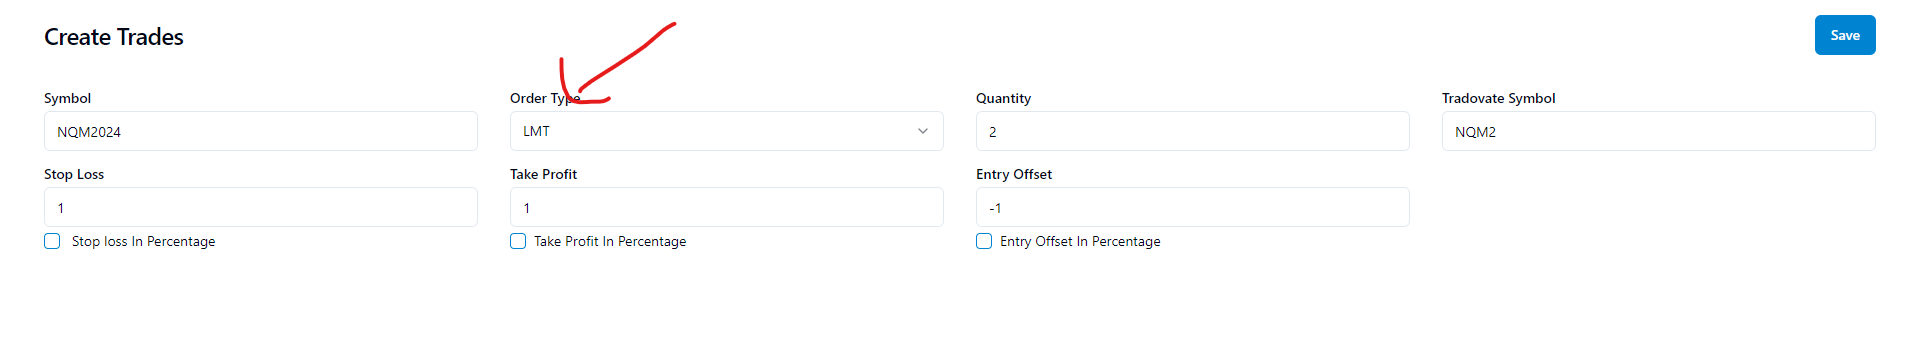 Create Trades
Save
Symbol
Order Type
Quantity
Tradovate Symbol
NQM2024
LMT
2
NQM2
Stop Loss
Take Profit
Entry Offset
1
1
-1
Stop loss In Percentage
Take Profit In Percentage
Entry Offset In Percentage